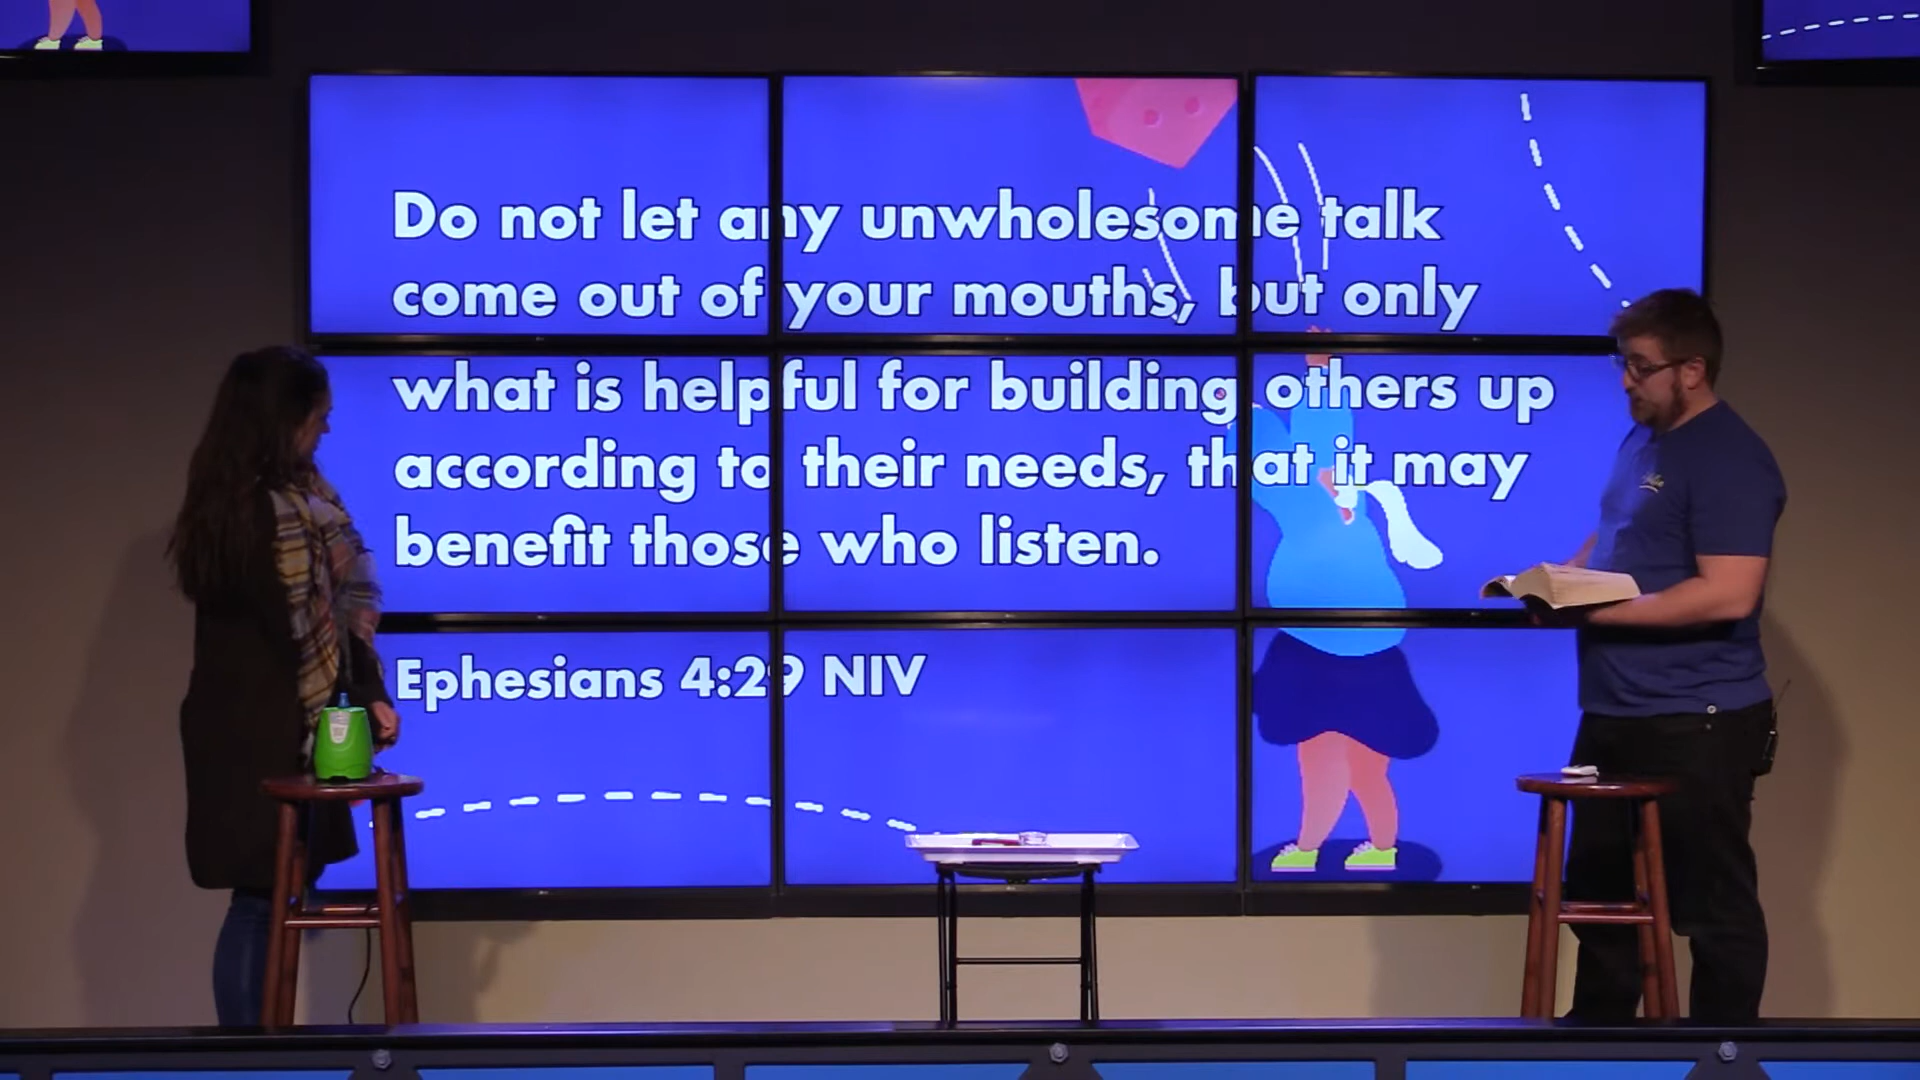 Do not let any unwholesome talk
come out of your mouths, but only
what is helpful for building others up
according to their needs, that it may
benefit those who listen.
Ephesians 4:29 NIV